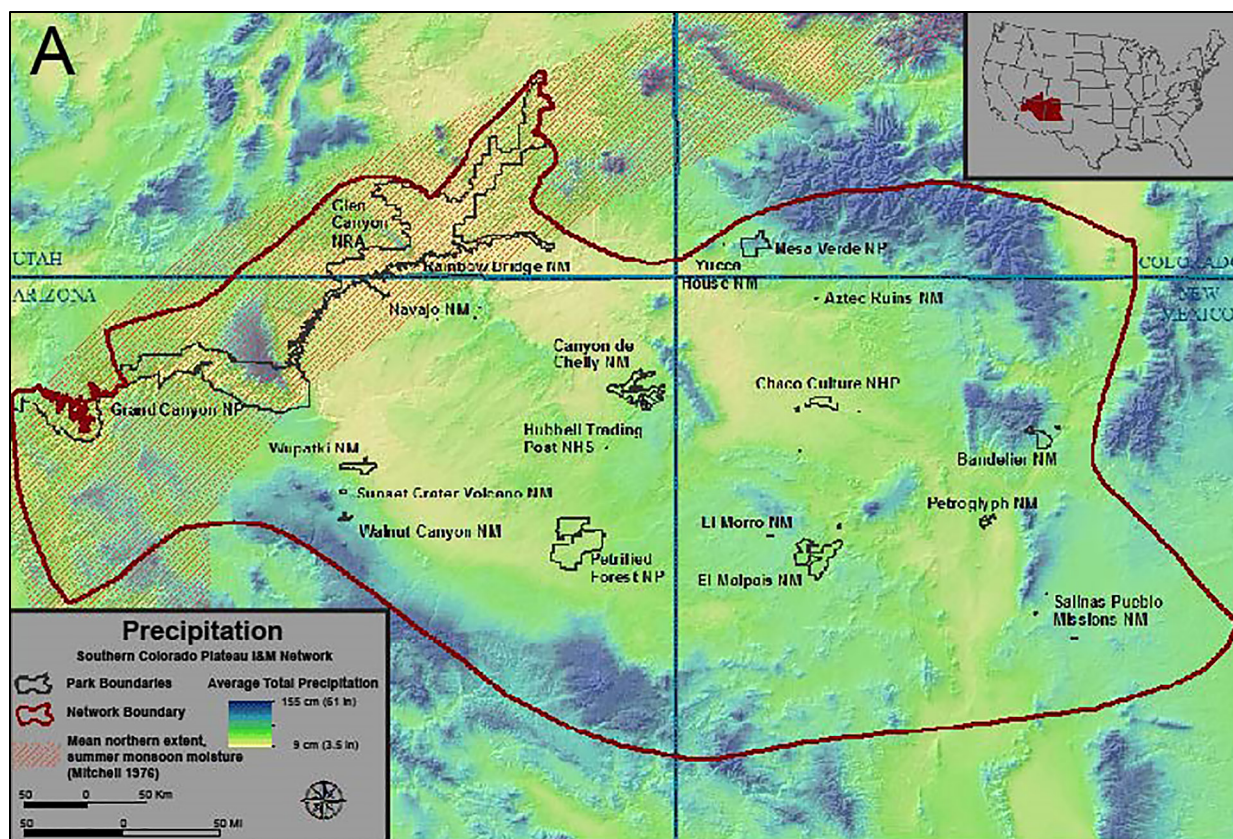 A
UTAH
ARIZONA
COLORADO
NEW
MEXICO
Glen
Canyon
NRA
Rainbow Bridge NM
Navajo NM
Mesa Verde NP
Yucca
House NM
Aztec Ruins NM
Canyon de
Chelly NM
Chaco Culture NHP
Grand Canyon NP
Hubbell Trading
Post NHS
Wupatki NM
Bandelier NM
Sunset Crater Volcano NM
Petroglyph NM
Walnut Canyon NM
El Morro NM
Petrified
Forest NP
El Malpais NM
Salinas Pueblo
Missions NM
Precipitation
Southern Colorado Plateau I&M Network
Park Boundaries
Average Total Precipitation
Network Boundary
155 cm (61 in)
9 cm (3.5 in)
Mean northern extent,
summer monsoon moisture
(Mitchell 1976)
50 0 50 Km
50 0 50 MI